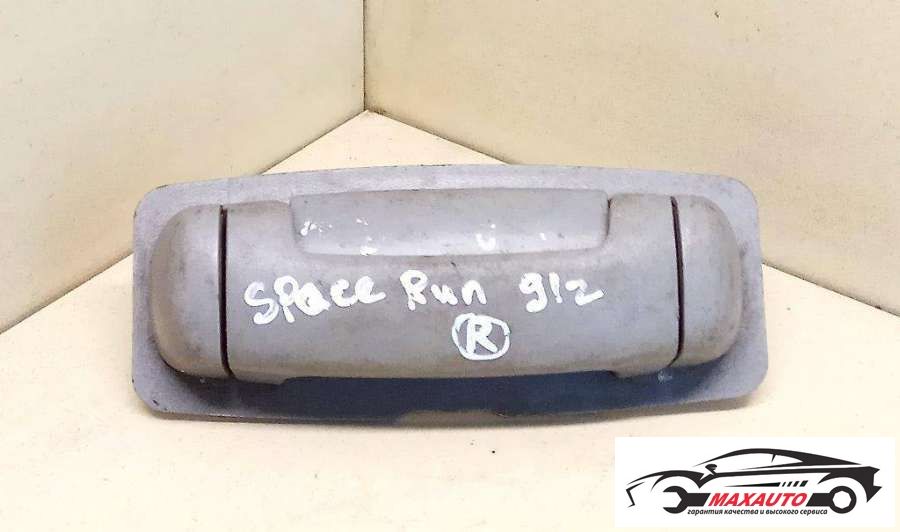 Space Run 912
R
MAXAUTO
гарантия качества и высокого сервиса